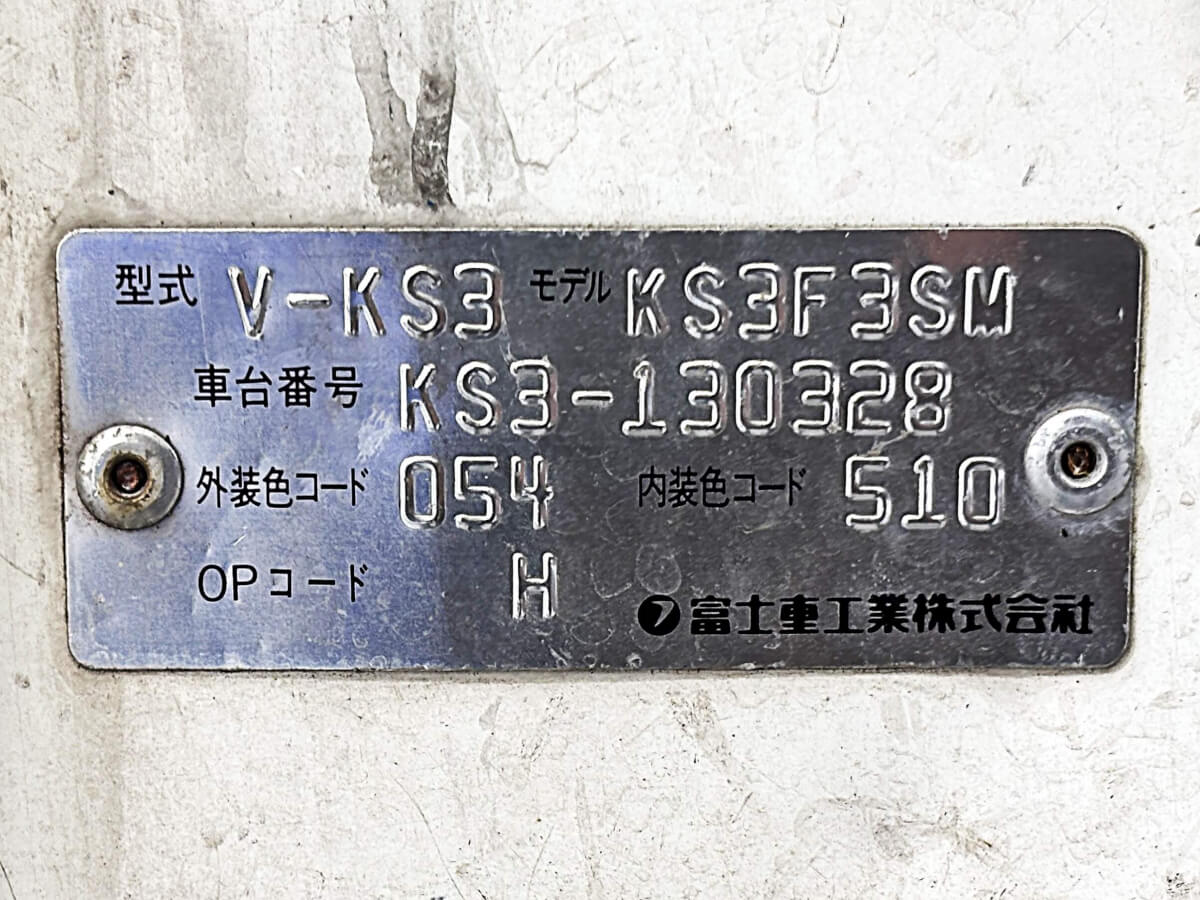 型式 V-KS3 モデル KS3F3SM
車台番号 KS3-130328
外装色コード 054 内装色コード 510
OPコード H
富士重工業株式会社